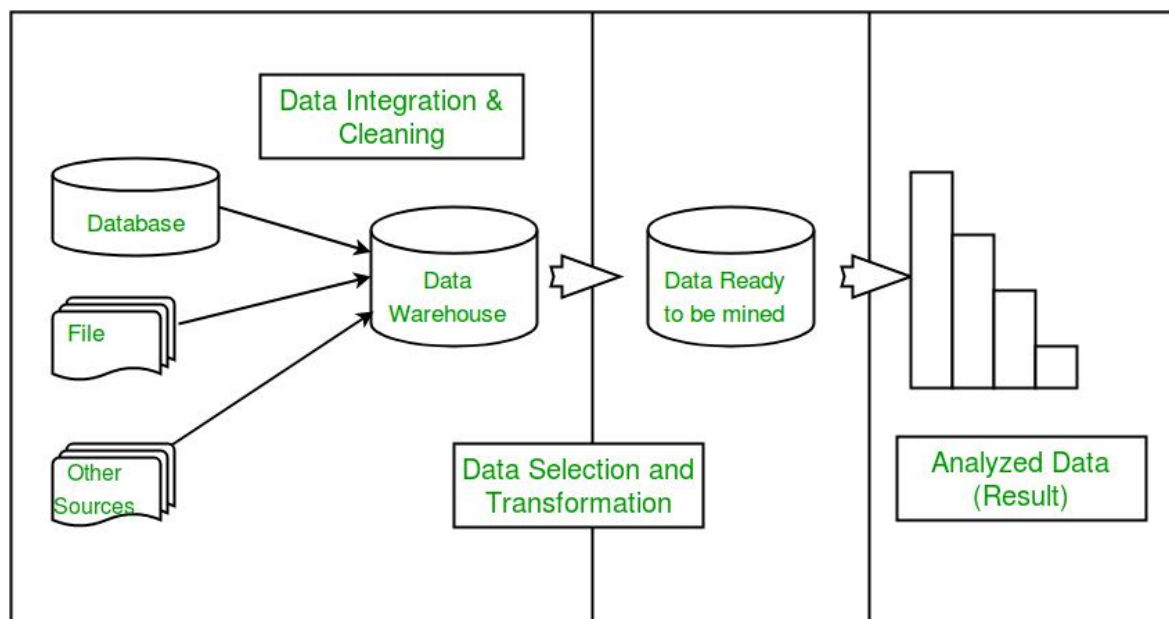 Data Integration &
Cleaning
Database
File
Other
Sources
Data
Warehouse
Data Ready
to be mined
Data Selection and
Transformation
Analyzed Data
(Result)